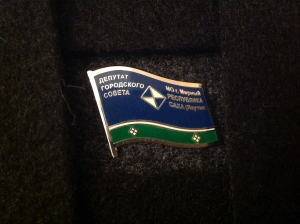 ДЕПУТАТ
ГОРОДСКОГО
СОВЕТА
МО г. Мирный
РЕСПУБЛИКА
САХА (Якутия)